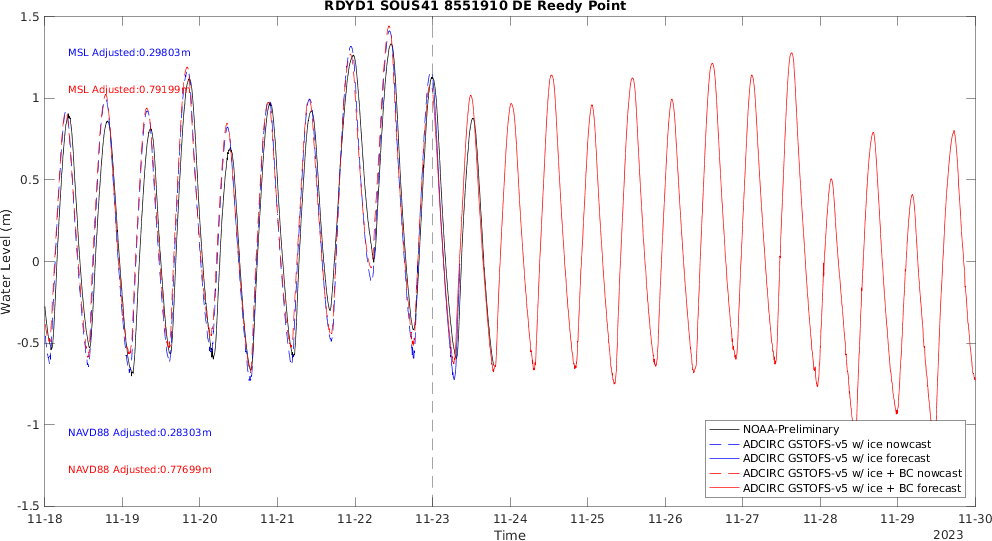 RDYD1 SOUS41 8551910 DE Reedy Point
1.5
1
0.5
0
-0.5
-1
-1.5
Water Level (m)
MSL Adjusted:0.29803m
MSL Adjusted:0.79199m
NAVD88 Adjusted:0.28303m
NAVD88 Adjusted:0.77699m
NOAA-Preliminary
ADCIRC GSTOFS-v5 w/ ice nowcast
ADCIRC GSTOFS-v5 w/ ice forecast
ADCIRC GSTOFS-v5 w/ ice + BC nowcast
ADCIRC GSTOFS-v5 w/ ice + BC forecast
11-18 11-19 11-20 11-21 11-22 11-23 11-24 11-25 11-26 11-27 11-28 11-29 11-30
Time
2023